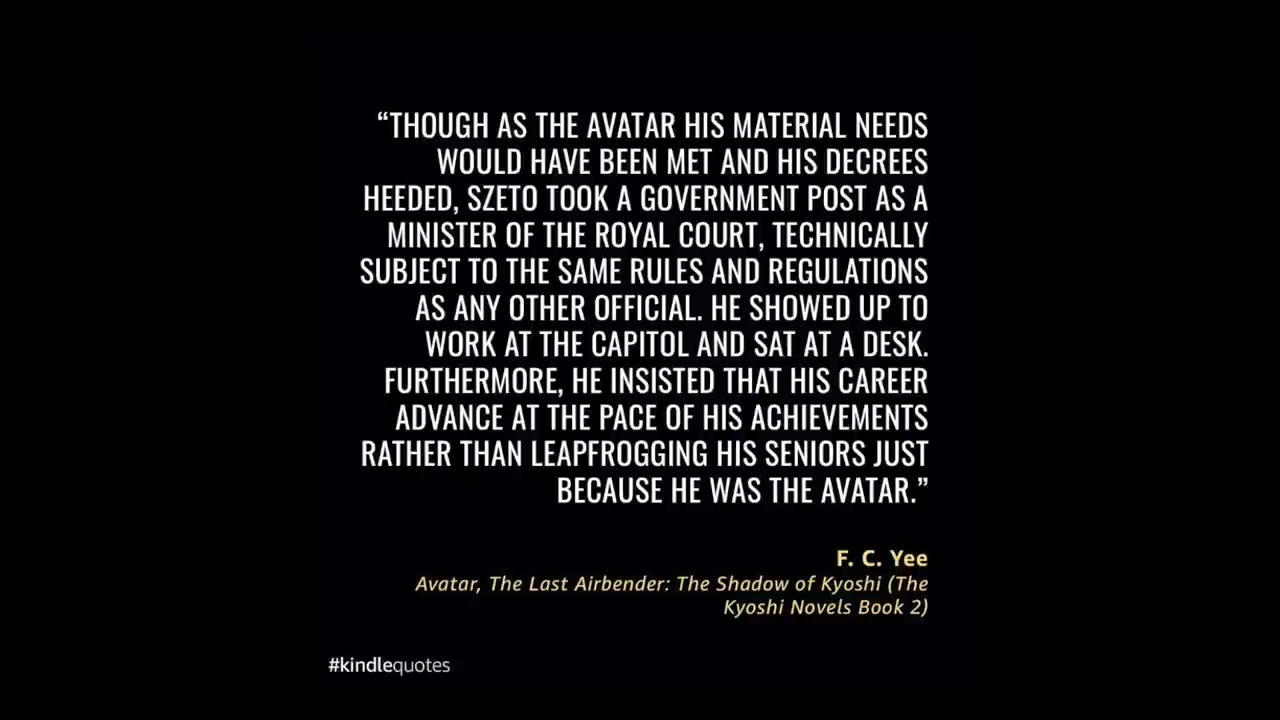 “THOUGH AS THE AVATAR HIS MATERIAL NEEDS
WOULD HAVE BEEN MET AND HIS DECREES
HEEDED, SZETO TOOK A GOVERNMENT POST AS A
MINISTER OF THE ROYAL COURT, TECHNICALLY
SUBJECT TO THE SAME RULES AND REGULATIONS
AS ANY OTHER OFFICIAL. HE SHOWED UP TO
WORK AT THE CAPITOL AND SAT AT A DESK.
FURTHERMORE, HE INSISTED THAT HIS CAREER
ADVANCE AT THE PACE OF HIS ACHIEVEMENTS
RATHER THAN LEAPFROGGING HIS SENIORS JUST
BECAUSE HE WAS THE AVATAR.”
F. C. Yee
Avatar, The Last Airbender: The Shadow of Kyoshi (The
Kyoshi Novels Book 2)
#kindlequotes